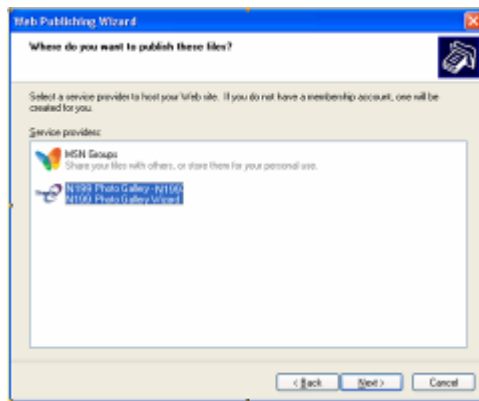 Web Publishing Wizard
Where do you want to publish these files?
Select a service provider to host your Web site. If you do not have a membership account, one will be
created for you.
Service providers:
MSN Groups
Share your files with others, or store them for your personal use.
N199 Photo Gallery - N199
N199 Photo Gallery Wizard
< Back
Next >
Cancel